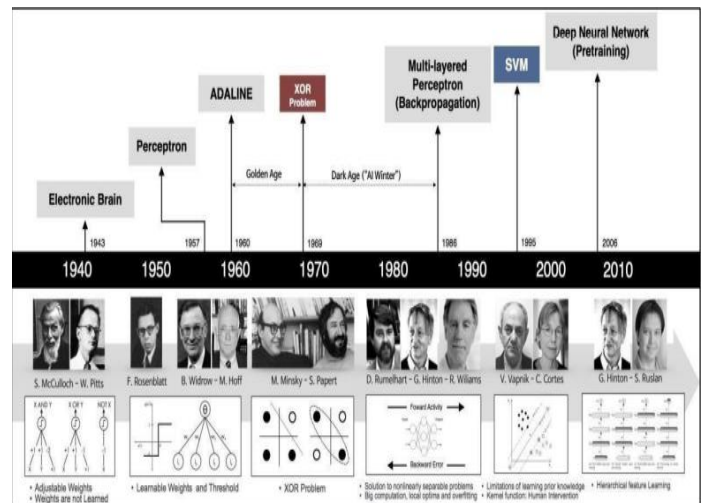 Deep Neural Network
(Pretraining)
Multi-layered
Perceptron
(Backpropagation)
SVM
ADALINE
XOR
Problem
Perceptron
Golden Age
Dark Age ("AI Winter")
Electronic Brain
1943
1957
1960
1969
1986
1995
2006
1940
1950
1960
1970
1980
1990
2000
2010
S. McCulloch – W. Pitts
F. Rosenblatt
B. Widrow – M. Hoff
M. Minsky – S. Papert
D. Rumelhart – G. Hinton – R. Wiliams
V. Vapnik – C. Cortes
G. Hinton – S. Ruslan
X AND Y
X OR Y
NOT X
Foward Activity
Backward Error
• Adjustable Weights
• Weights are not Learned
• Learnable Weights and Threshold
• XOR Problem
• Solution to nonlinearly separable problems
• Big computation, local optima and overfitting
• Limitations of learning prior knowledge
• Kernel function: Human Intervention
• Hierarchical feature Learning